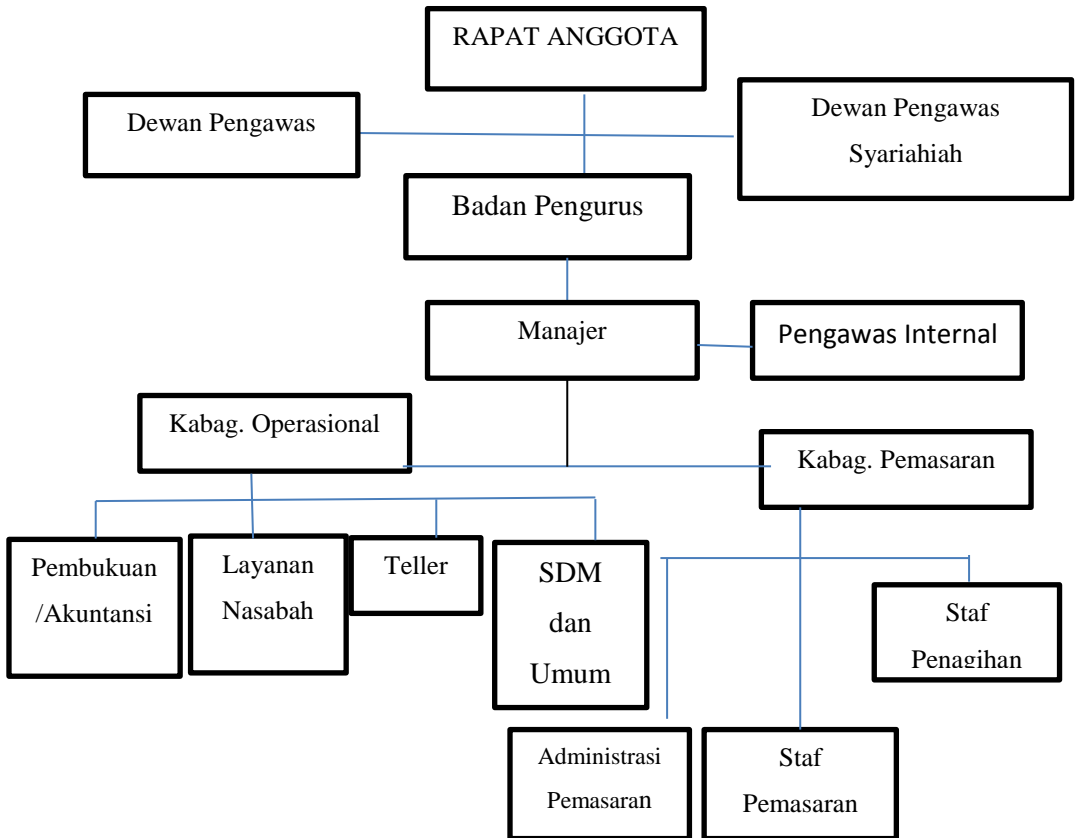 RAPAT ANGGOTA
Dewan Pengawas
Dewan Pengawas
Syariahiah
Badan Pengurus
Manajer
Pengawas Internal
Kabag. Operasional
Kabag. Pemasaran
Pembukuan
/Akuntansi
Layanan
Nasabah
Teller
SDM
dan
Umum
Staf
Penagihan
Administrasi
Pemasaran
Staf
Pemasaran